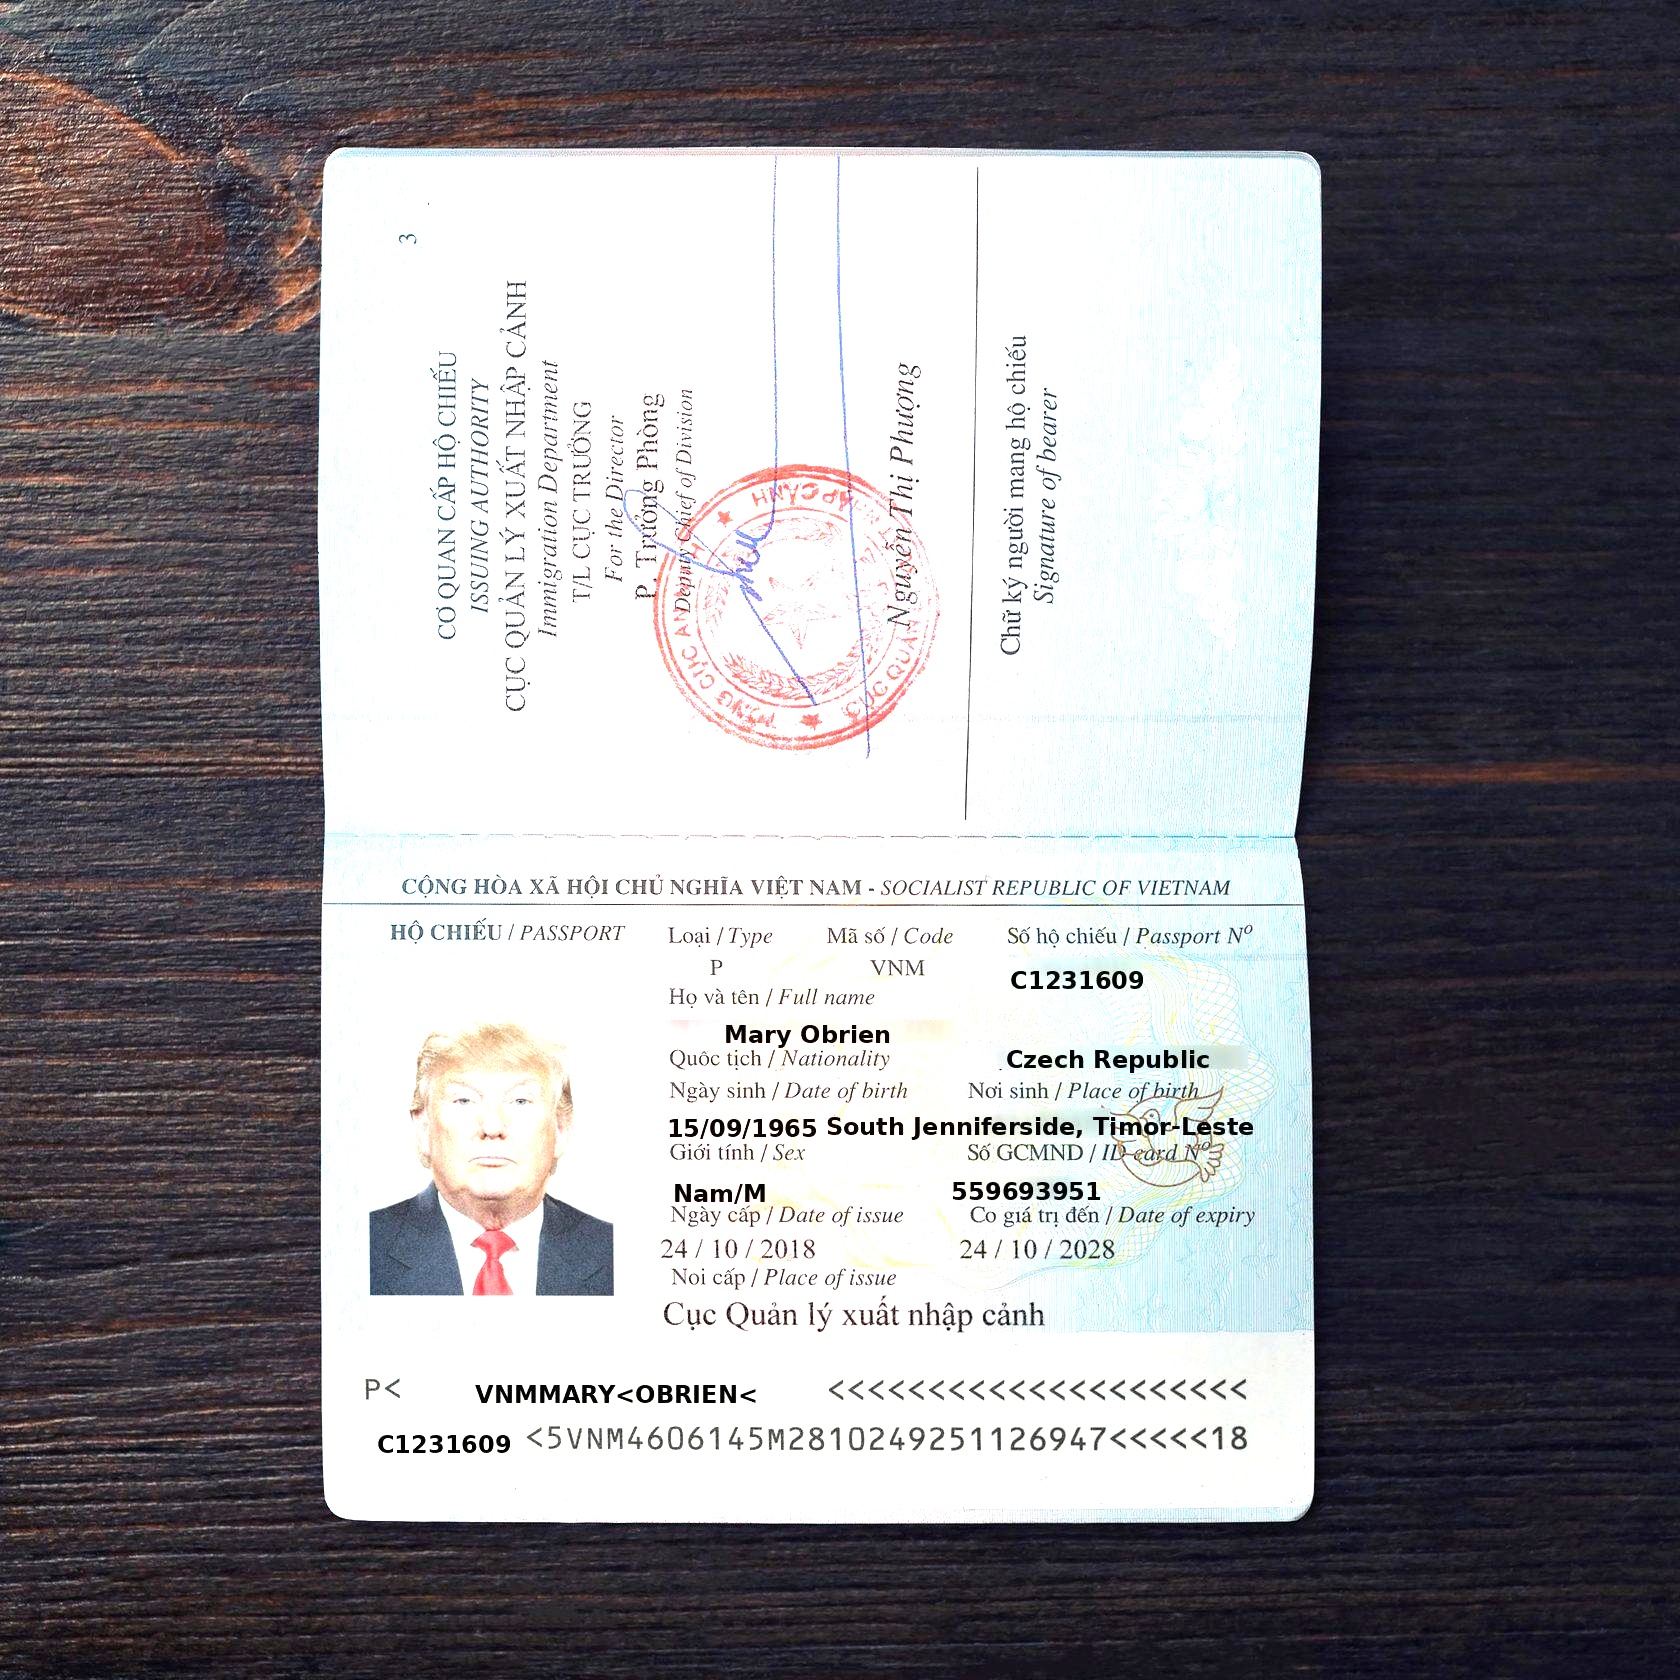 3
CƠ QUAN CẤP HỘ CHIẾU
ISSUING AUTHORITY
CỤC QUẢN LÝ XUẤT NHẬP CẢNH
Immigration Department
T/L CỤC TRƯỞNG
For the Director
P. Trưởng Phòng
Deputy Chief of Division
Nguyễn Thị Phượng
Chữ ký người mang hộ chiếu
Signature of bearer
CỘNG HÒA XÃ HỘI CHỦ NGHĨA VIỆT NAM - SOCIALIST REPUBLIC OF VIETNAM
HỘ CHIẾU / PASSPORT
Loại / Type Mã số / Code Số hộ chiếu / Passport Nº
P VNM C1231609
Họ và tên / Full name
Mary Obrien
Quốc tịch / Nationality Czech Republic
Ngày sinh / Date of birth Nơi sinh / Place of birth
15/09/1965 South Jenniferside, Timor-Leste
Giới tính / Sex Số GCMND / ID card Nº
Nam/M 559693951
Ngày cấp / Date of issue Có giá trị đến / Date of expiry
24 / 10 / 2018 24 / 10 / 2028
Noi cấp / Place of issue
Cục Quản lý xuất nhập cảnh
P< VNMMARY<OBRIEN< <<<<<<<<<<<<<<<<<<<<<
C1231609 <5VNM4606145M2810249251126947<<<<<18